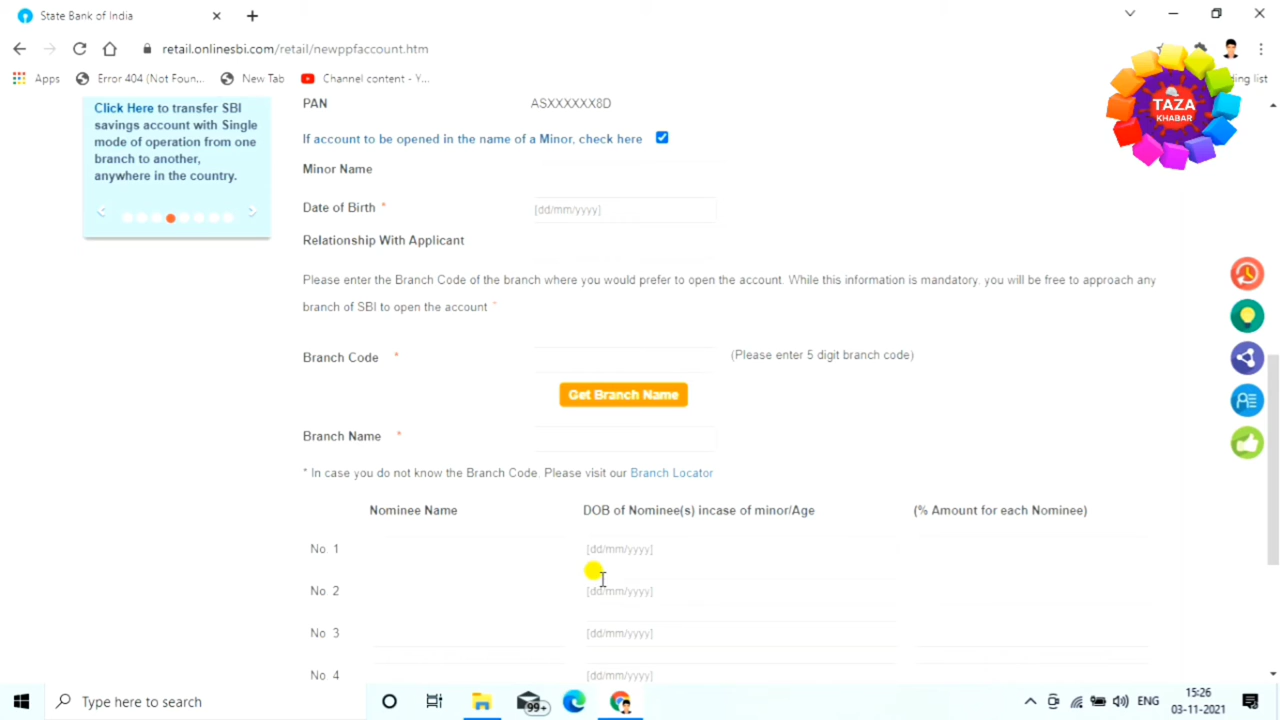 State Bank of India
retail.onlinesbi.com/retail/newppfaccount.htm
Apps
Error 404 (Not Foun...
New Tab
Channel content - Y...
ing list
TAZA
KHABAR
Click Here to transfer SBI
savings account with Single
mode of operation from one
branch to another,
anywhere in the country.
PAN
ASXXXXXX8D
If account to be opened in the name of a Minor, check here
Minor Name
Date of Birth *
[dd/mm/yyyy]
Relationship With Applicant
Please enter the Branch Code of the branch where you would prefer to open the account. While this information is mandatory, you will be free to approach any
branch of SBI to open the account *
Branch Code *
(Please enter 5 digit branch code)
Get Branch Name
Branch Name *
* In case you do not know the Branch Code. Please visit our Branch Locator
Nominee Name
DOB of Nominee(s) incase of minor/Age
(% Amount for each Nominee)
No 1
[dd/mm/yyyy]
No 2
[dd/mm/yyyy]
No 3
[dd/mm/yyyy]
No 4
[dd/mm/yyyy]
Type here to search
99+
ENG
15:26
03-11-2021